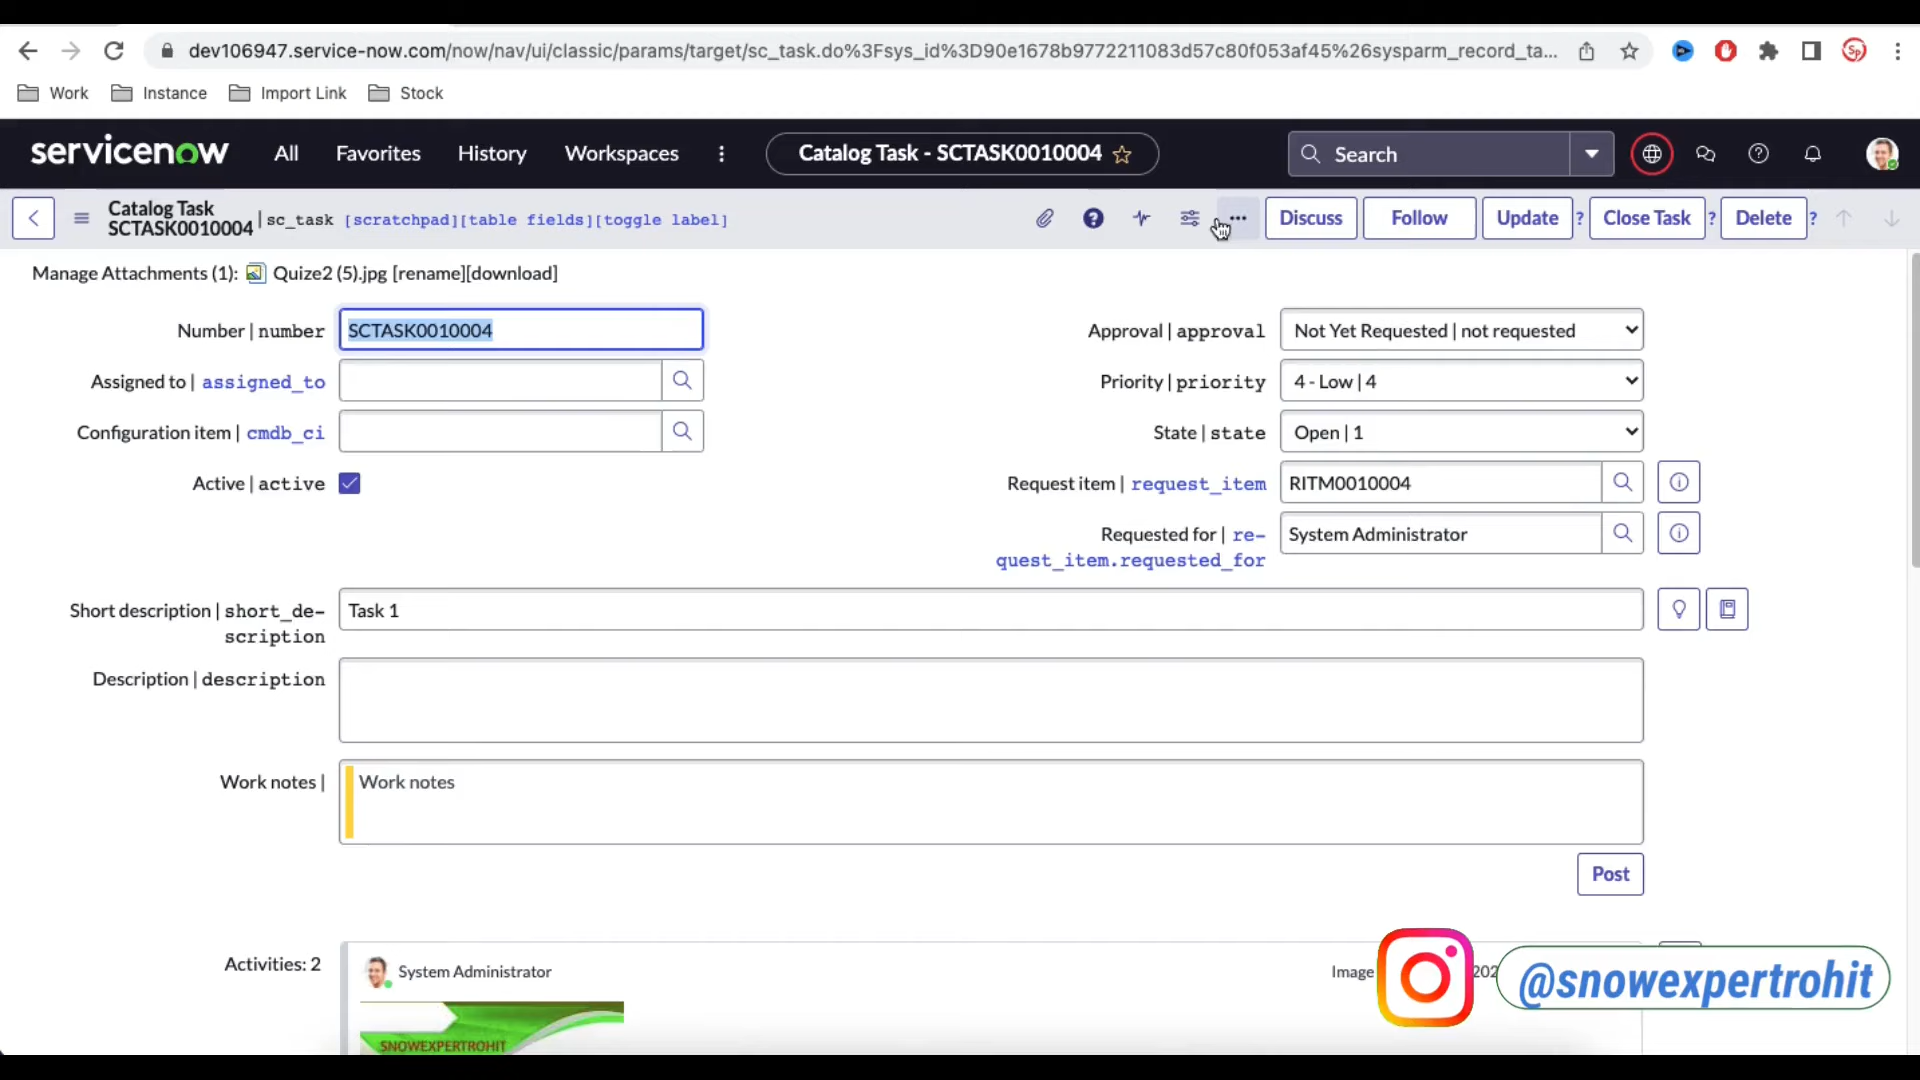 dev106947.service-now.com/now/nav/ui/classic/params/target/sc_task.do%3Fsys_id%3D90e1678b9772211083d57c80f053af45%26sysparm_record_ta...
Work Instance Import Link Stock
servicenow All Favorites History Workspaces Catalog Task - SCTASK0010004 Search
Catalog Task
SCTASK0010004 | sc_task [scratchpad][table fields][toggle label] Discuss Follow Update ? Close Task ? Delete ?
Manage Attachments (1): Quize2 (5).jpg [rename][download]
Number | number SCTASK0010004 Approval | approval Not Yet Requested | not requested
Assigned to | assigned_to Priority | priority 4 - Low | 4
Configuration item | cmdb_ci State | state Open | 1
Active | active Request item | request_item RITM0010004
Requested for | re-
quest_item.requested_for System Administrator
Short description | short_de-
scription Task 1
Description | description
Work notes | Work notes
Post
Activities: 2 System Administrator Image 202 @snowexpertrohit
SNOWEXPERTROHIT